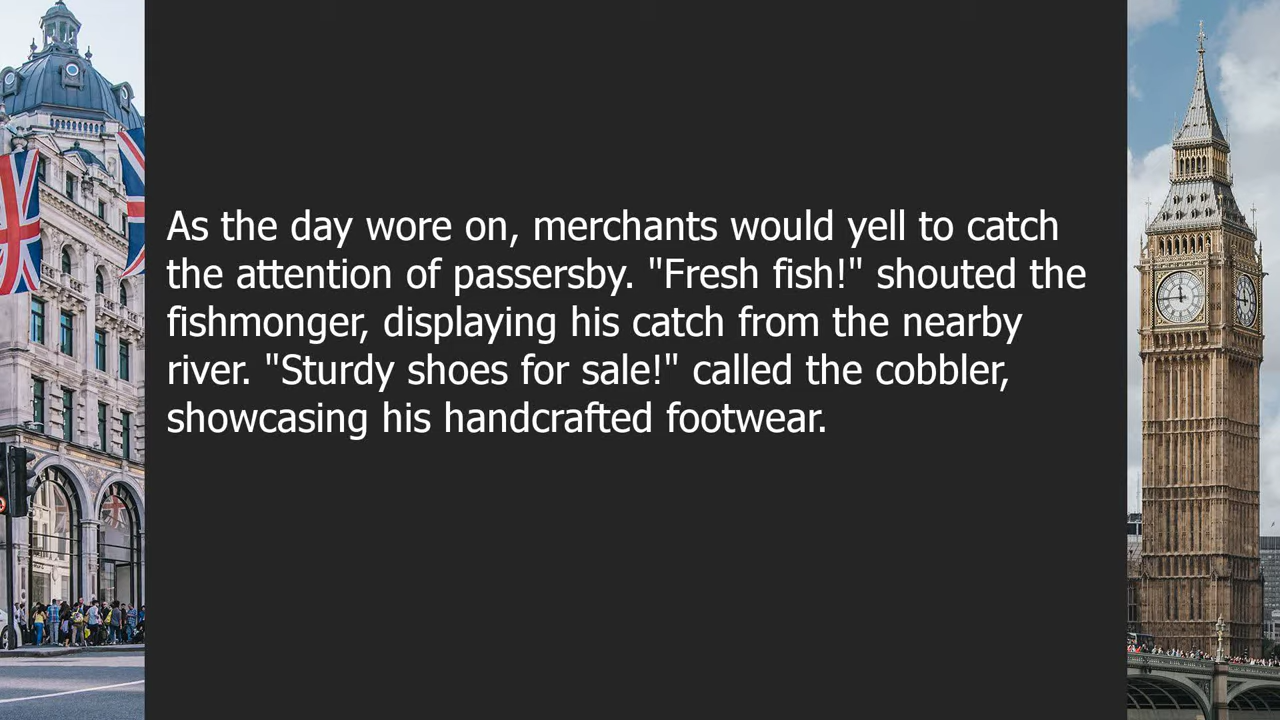 As the day wore on, merchants would yell to catch
the attention of passersby. "Fresh fish!" shouted the
fishmonger, displaying his catch from the nearby
river. "Sturdy shoes for sale!" called the cobbler,
showcasing his handcrafted footwear.